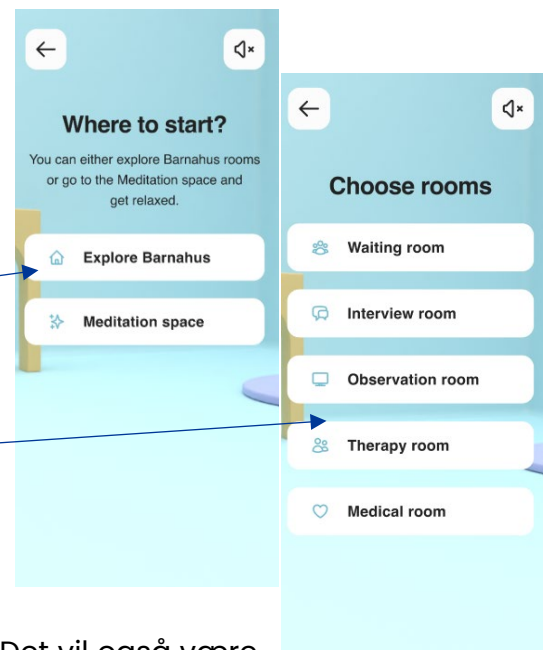 Where to start?
You can either explore Barnahus rooms
or go to the Meditation space and
get relaxed.
Explore Barnahus
Meditation space
Choose rooms
Waiting room
Interview room
Observation room
Therapy room
Medical room
Det vil også være